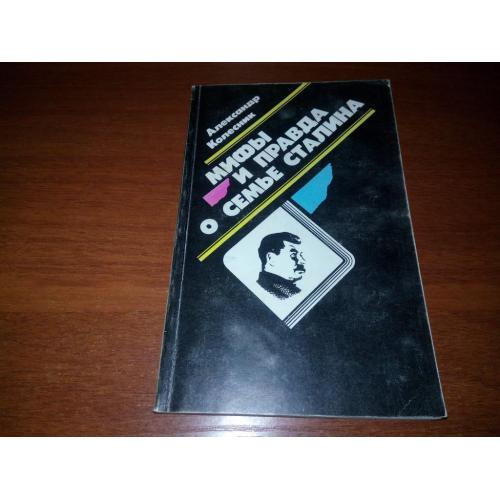 Александр
Колесник
МИФЫ
И ПРАВДА
О СЕМЬЕ СТАЛИНА